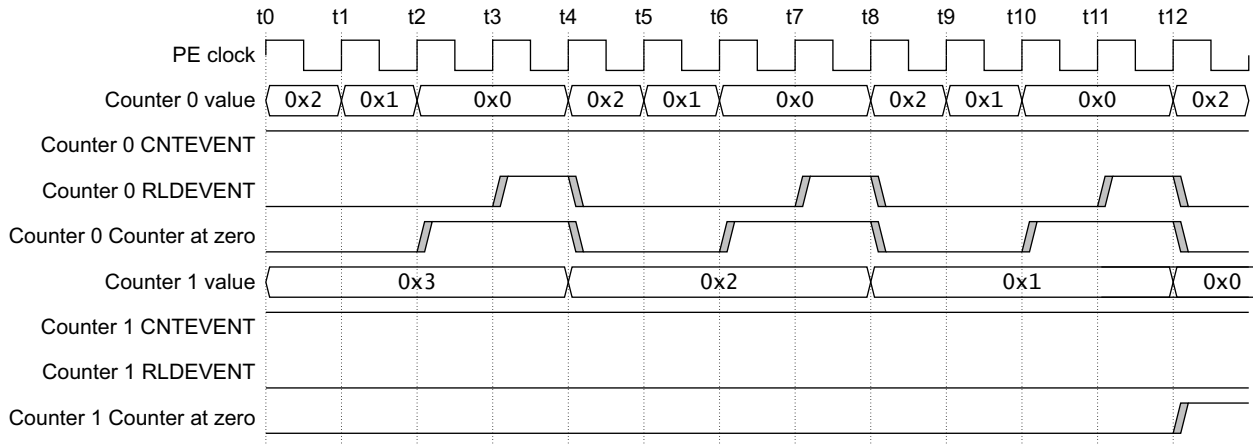 t0 t1 t2 t3 t4 t5 t6 t7 t8 t9 t10 t11 t12
PE clock
Counter 0 value 0x2 0x1 0x0 0x2 0x1 0x0 0x2 0x1 0x0 0x2
Counter 0 CNTEVENT
Counter 0 RLDEVENT
Counter 0 Counter at zero
Counter 1 value 0x3 0x2 0x1 0x0
Counter 1 CNTEVENT
Counter 1 RLDEVENT
Counter 1 Counter at zero